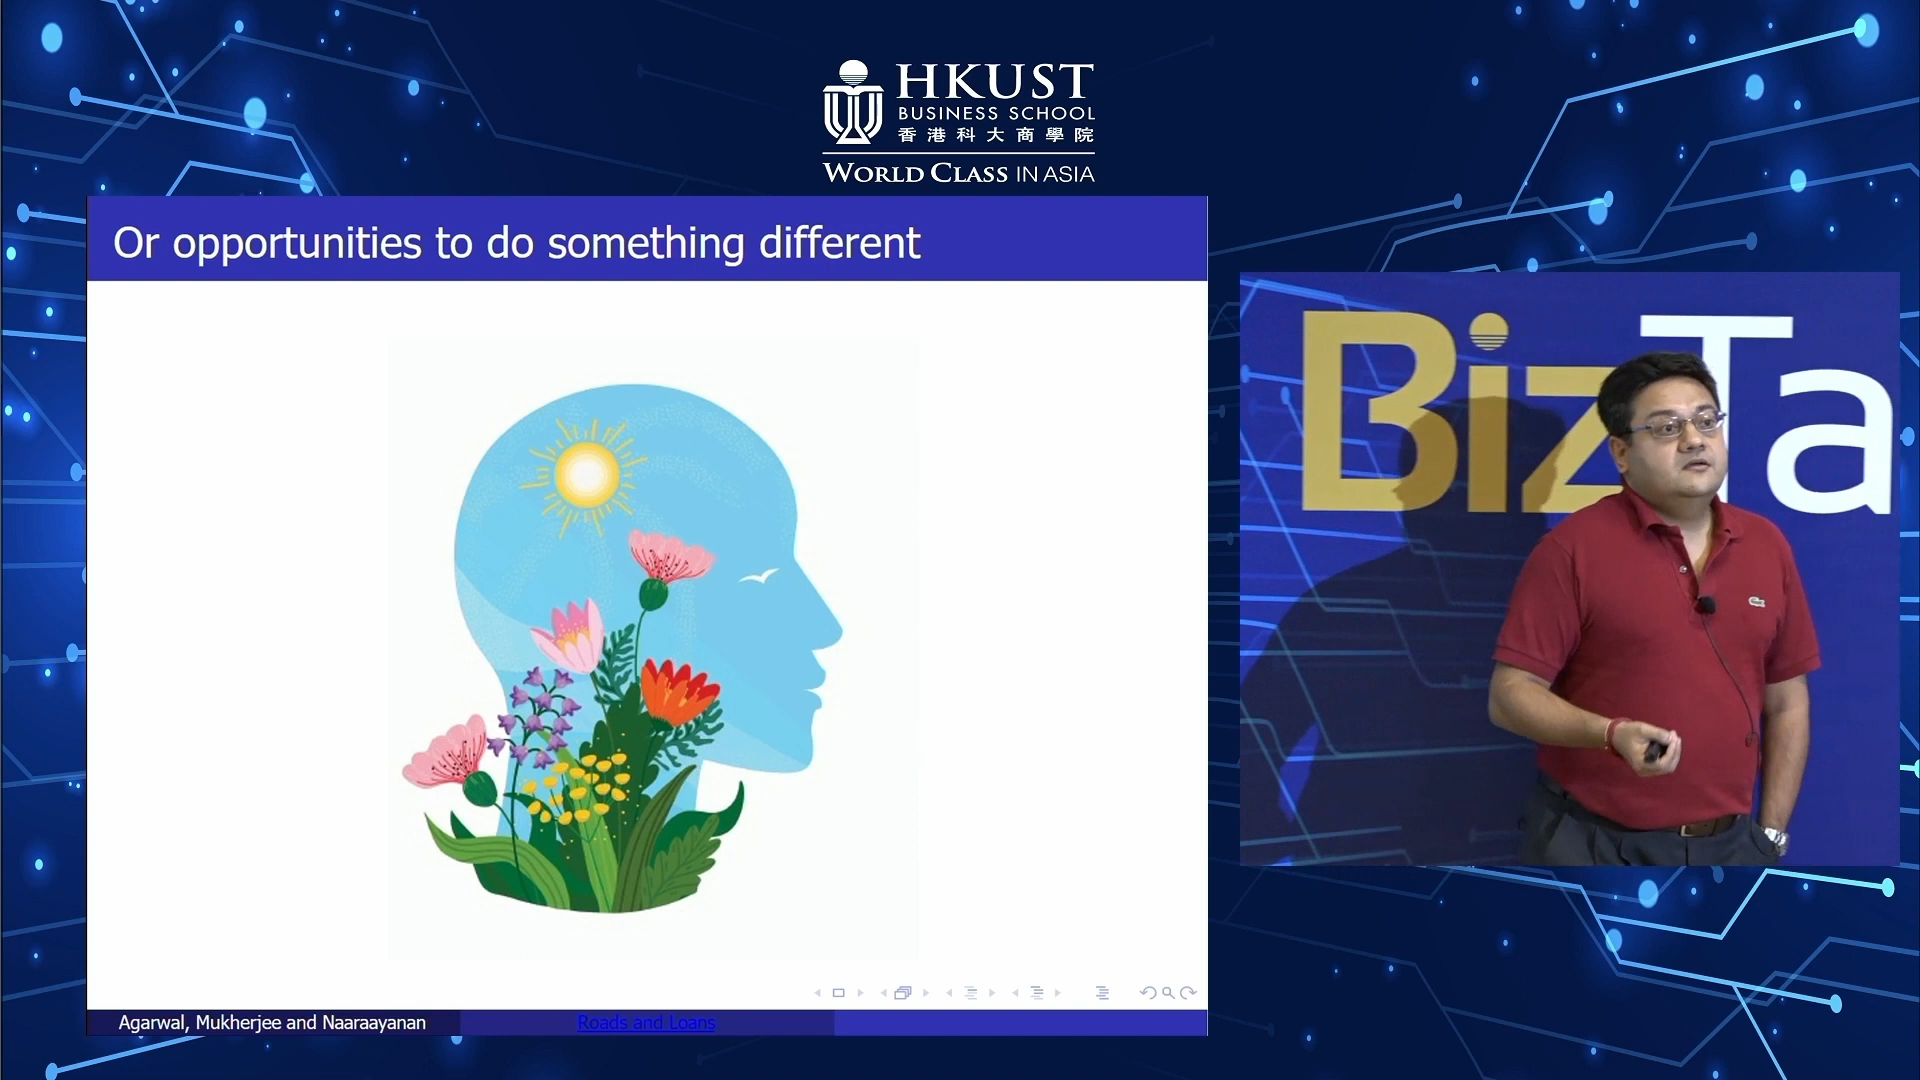 HKUST
BUSINESS SCHOOL
香港科大商學院
WORLD CLASS IN ASIA
Or opportunities to do something different
BizTa
Agarwal, Mukherjee and Naaraayanan
Roads and Loans